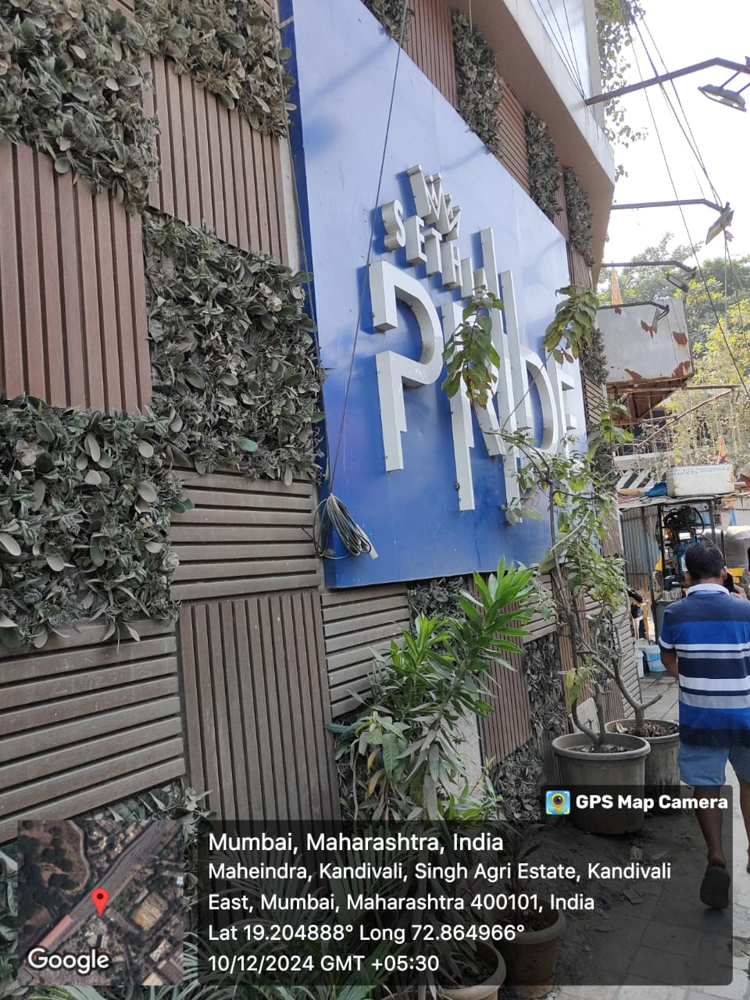 SETHI
PRIDE
GPS Map Camera
Mumbai, Maharashtra, India
Maheindra, Kandivali, Singh Agri Estate, Kandivali
East, Mumbai, Maharashtra 400101, India
Lat 19.204888° Long 72.864966°
10/12/2024 GMT +05:30
Google